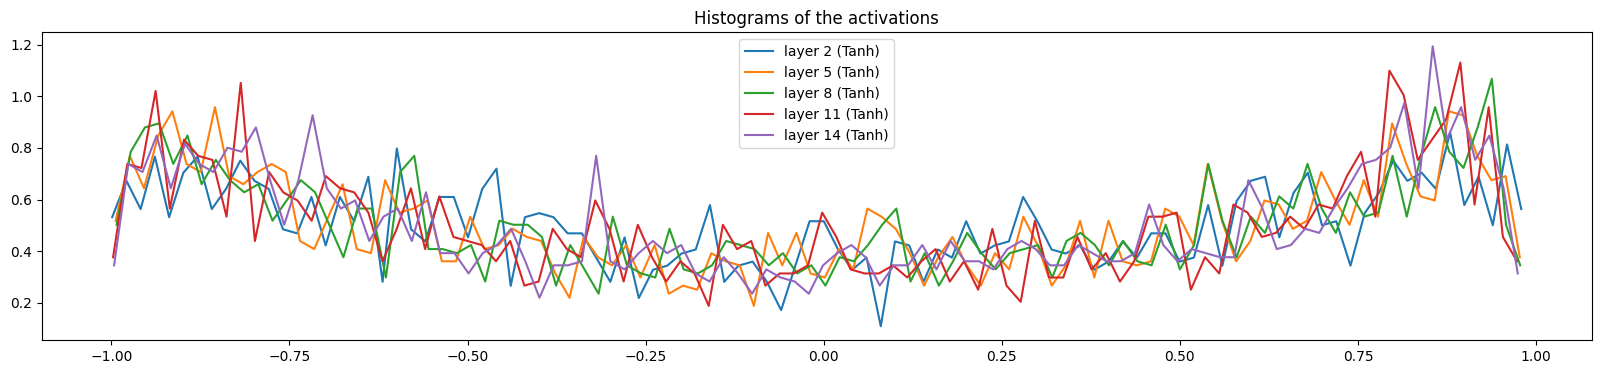 Histograms of the activations
layer 2 (Tanh)
layer 5 (Tanh)
layer 8 (Tanh)
layer 11 (Tanh)
layer 14 (Tanh)
1.2
1.0
0.8
0.6
0.4
0.2
−1.00 −0.75 −0.50 −0.25 0.00 0.25 0.50 0.75 1.00